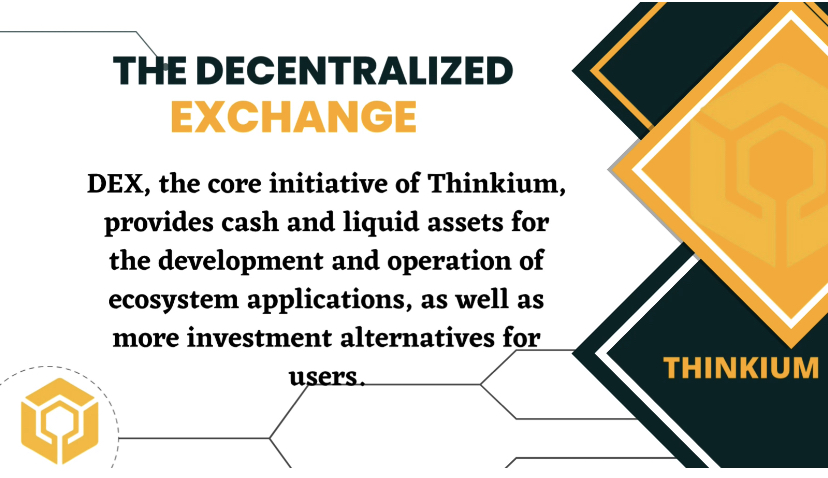 THE DECENTRALIZED
EXCHANGE
DEX, the core initiative of Thinkium,
provides cash and liquid assets for
the development and operation of
ecosystem applications, as well as
more investment alternatives for
users.
THINKIUM